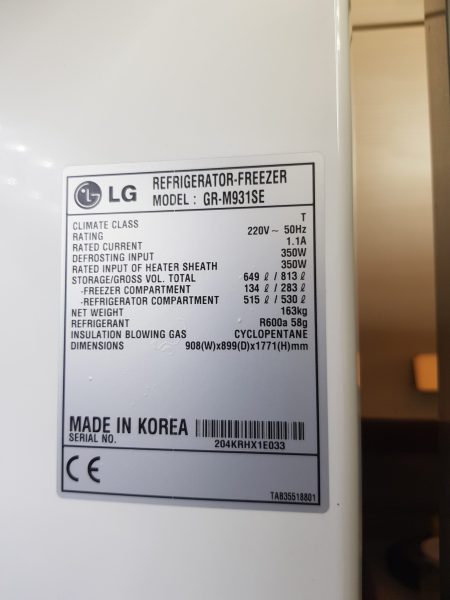 LG REFRIGERATOR-FREEZER
MODEL : GR-M931SE
CLIMATE CLASS T
RATING 220V ~ 50Hz
RATED CURRENT 1.1A
DEFROSTING INPUT 350W
RATED INPUT OF HEATER SHEATH 350W
STORAGE/GROSS VOL. TOTAL 649 ℓ / 813 ℓ
-FREEZER COMPARTMENT 134 ℓ / 283 ℓ
-REFRIGERATOR COMPARTMENT 515 ℓ / 530 ℓ
NET WEIGHT 163kg
REFRIGERANT R600a 58g
INSULATION BLOWING GAS CYCLOPENTANE
DIMENSIONS 908(W)x899(D)x1771(H)mm
MADE IN KOREA
SERIAL NO. 204KRHX1E033
CE
TAB35518801